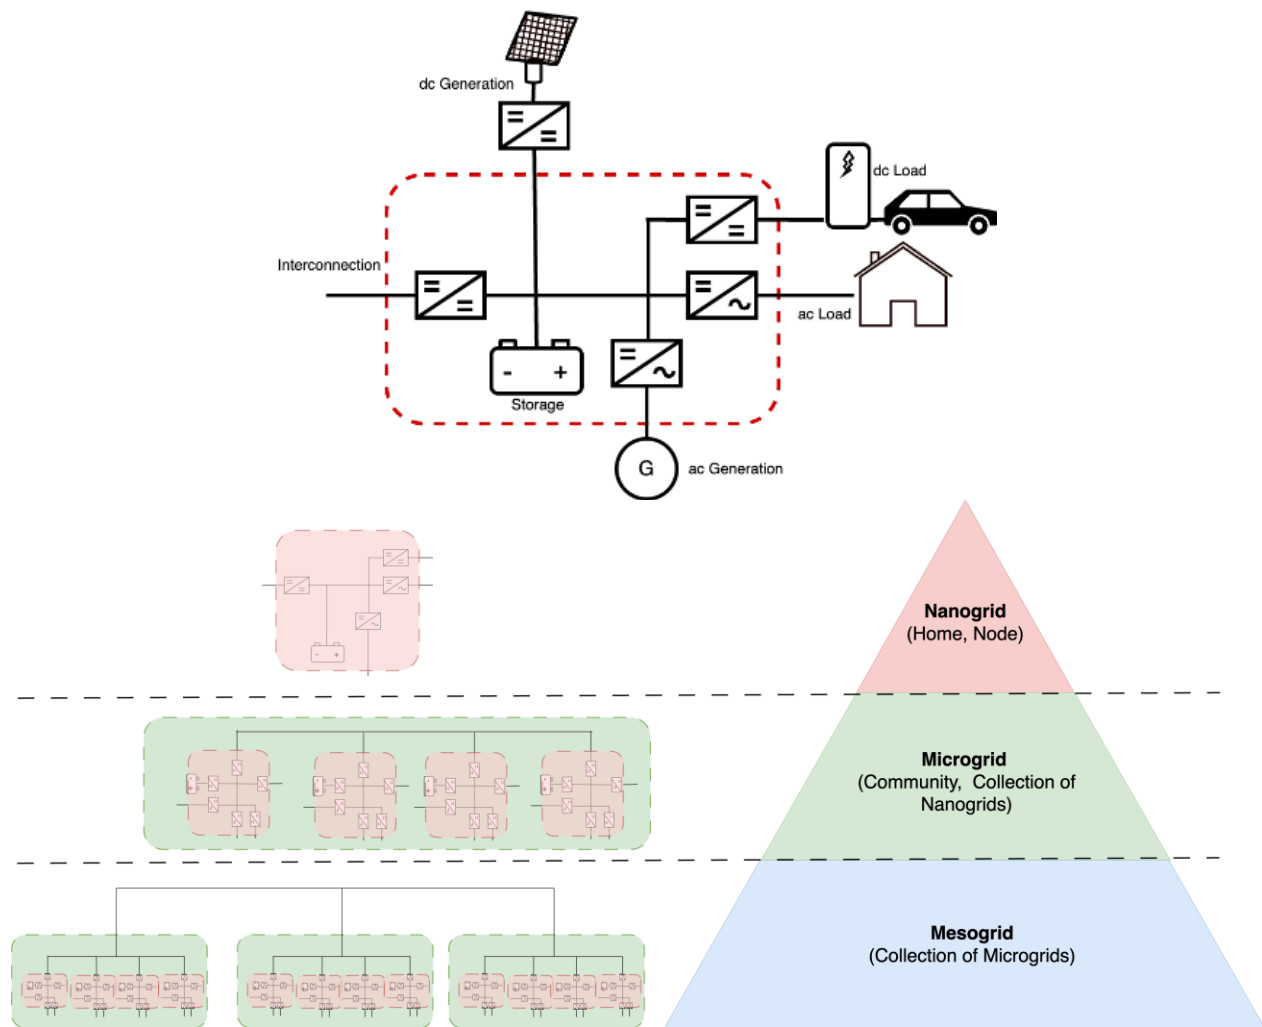 dc Generation
dc Load
Interconnection
ac Load
- +
Storage
G
ac Generation
- +
Nanogrid
(Home, Node)
Microgrid
(Community, Collection of
Nanogrids)
Mesogrid
(Collection of Microgrids)